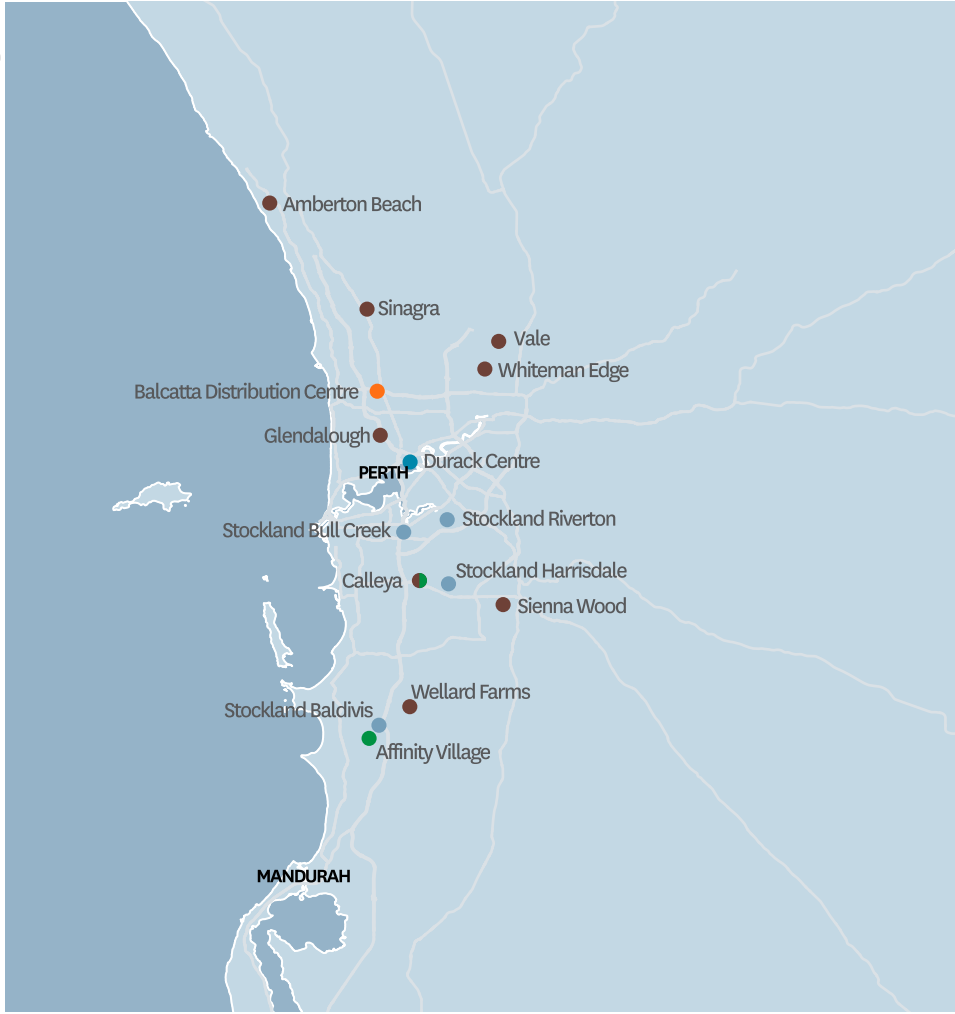 Amberton Beach
Sinagra
Vale
Whiteman Edge
Balcatta Distribution Centre
Glendalough
Durack Centre
PERTH
Stockland Riverton
Stockland Bull Creek
Stockland Harrisdale
Calleya
Sienna Wood
Wellard Farms
Stockland Baldivis
Affinity Village
MANDURAH